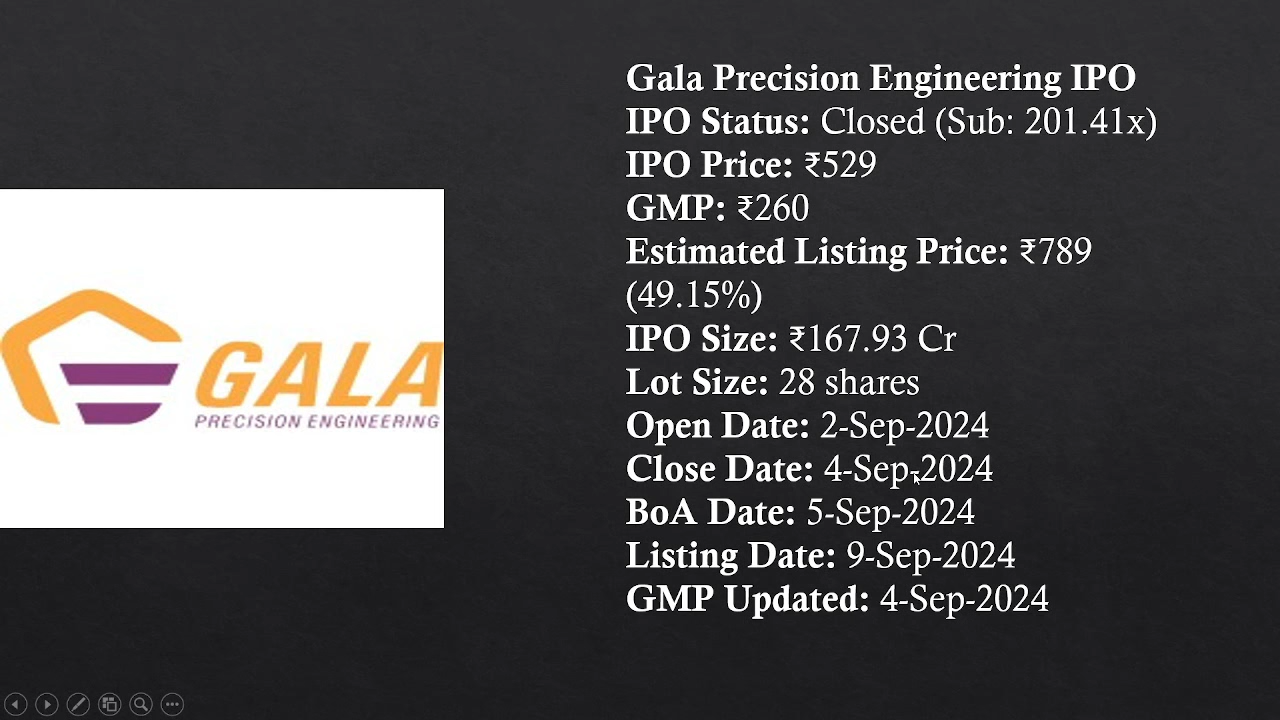 Gala Precision Engineering IPO
IPO Status: Closed (Sub: 201.41x)
IPO Price: ₹529
GMP: ₹260
Estimated Listing Price: ₹789
(49.15%)
IPO Size: ₹167.93 Cr
Lot Size: 28 shares
Open Date: 2-Sep-2024
Close Date: 4-Sep-2024
BoA Date: 5-Sep-2024
Listing Date: 9-Sep-2024
GMP Updated: 4-Sep-2024
GALA
PRECISION ENGINEERING